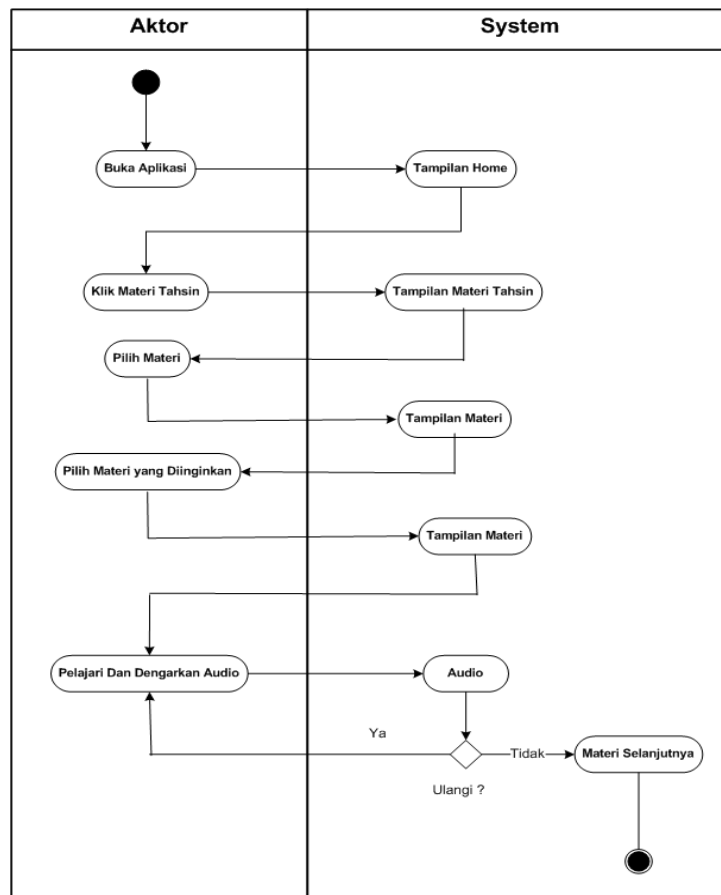 Aktor
System
Buka Aplikasi
Tampilan Home
Klik Materi Tahsin
Tampilan Materi Tahsin
Pilih Materi
Tampilan Materi
Pilih Materi yang Diinginkan
Tampilan Materi
Pelajari Dan Dengarkan Audio
Audio
Ya
Tidak
Materi Selanjutnya
Ulangi ?